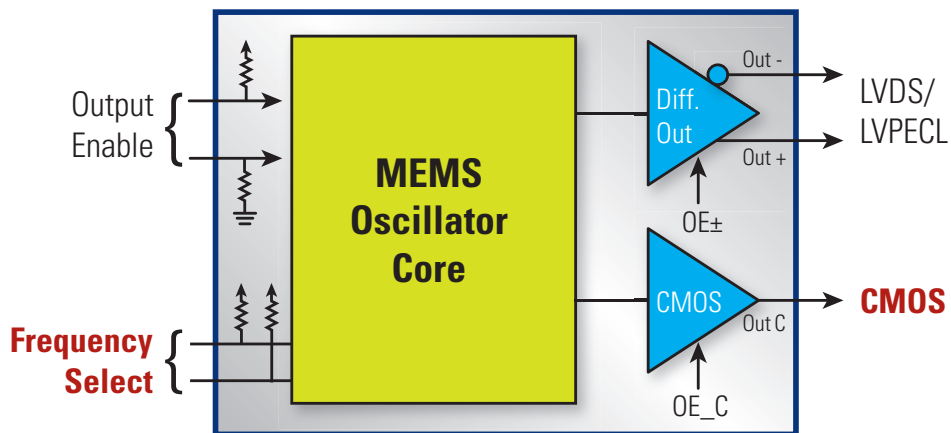 Output
Enable
Frequency
Select
MEMS
Oscillator
Core
Diff.
Out
Out -
Out +
OE±
LVDS/
LVPECL
CMOS
Out C
OE_C
CMOS